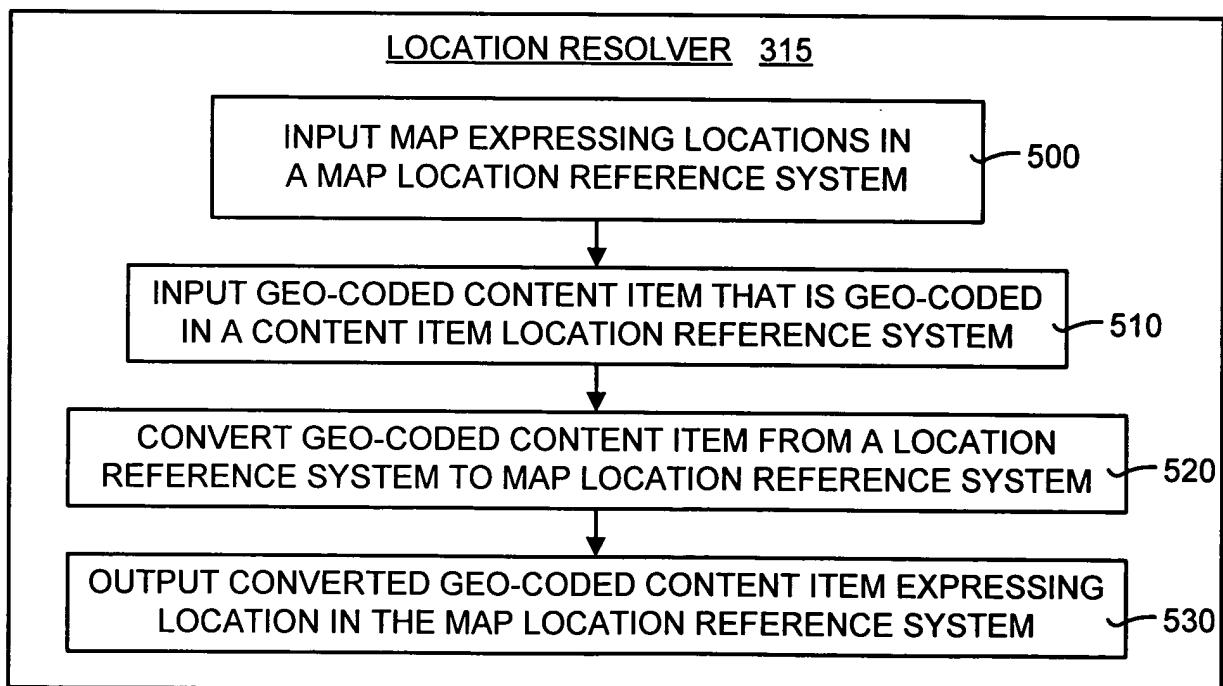 LOCATION RESOLVER 315
INPUT MAP EXPRESSING LOCATIONS IN
A MAP LOCATION REFERENCE SYSTEM
500
INPUT GEO-CODED CONTENT ITEM THAT IS GEO-CODED
IN A CONTENT ITEM LOCATION REFERENCE SYSTEM
510
CONVERT GEO-CODED CONTENT ITEM FROM A LOCATION
REFERENCE SYSTEM TO MAP LOCATION REFERENCE SYSTEM
520
OUTPUT CONVERTED GEO-CODED CONTENT ITEM EXPRESSING
LOCATION IN THE MAP LOCATION REFERENCE SYSTEM
530